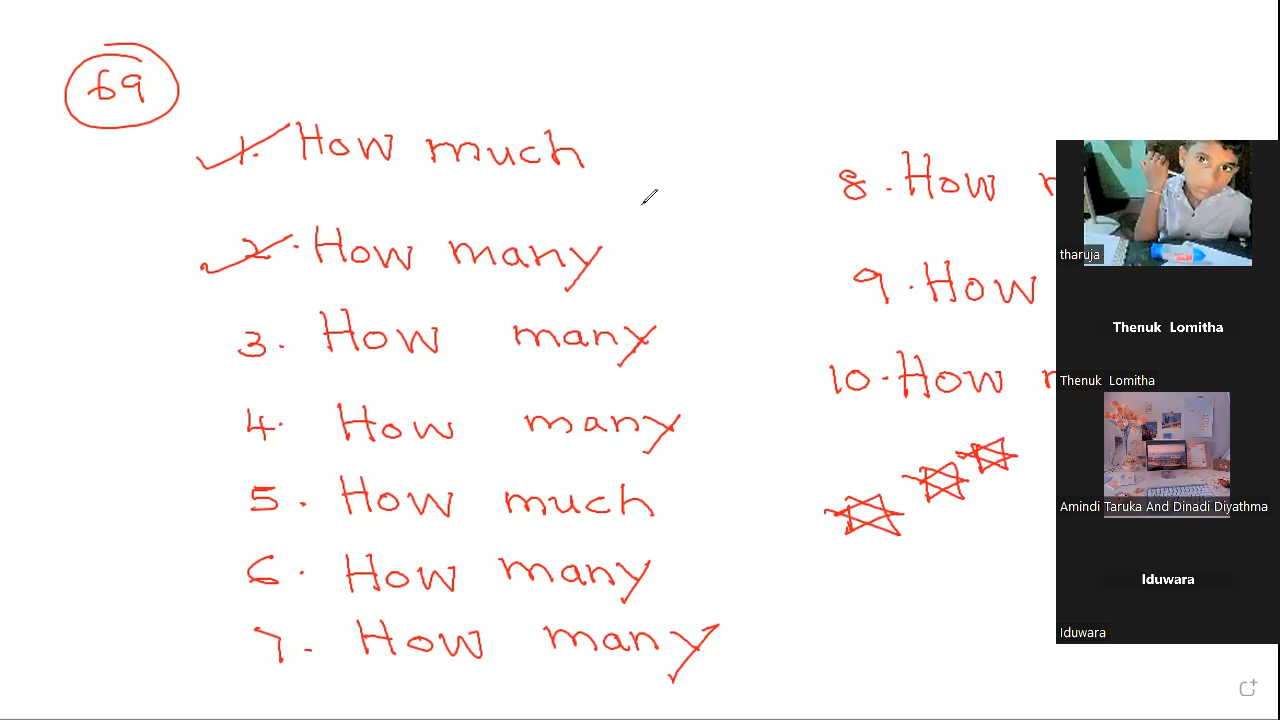 69
1. How much
2. How many
3. How many
4. How many
5. How much
6. How many
7. How many
8. How
9. How
10. How
tharuja
Thenuk Lomitha
Thenuk Lomitha
Amindi Taruka And Dinadi Diyathma
Iduwara
Iduwara